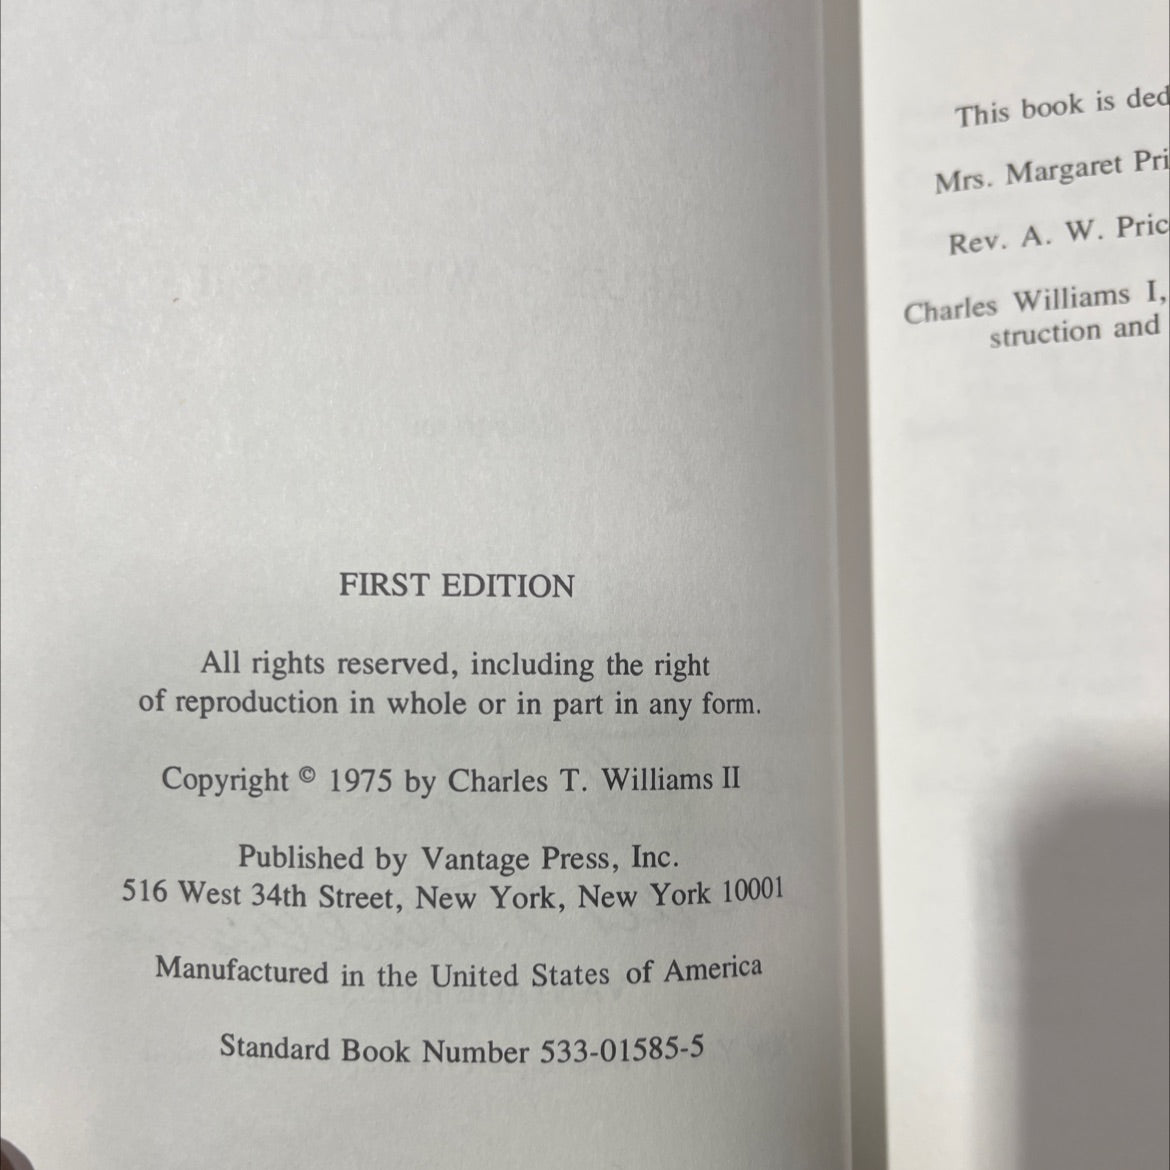 FIRST EDITION
All rights reserved, including the right
of reproduction in whole or in part in any form.
Copyright © 1975 by Charles T. Williams II
Published by Vantage Press, Inc.
516 West 34th Street, New York, New York 10001
Manufactured in the United States of America
Standard Book Number 533-01585-5
This book is ded
Mrs. Margaret Pri
Rev. A. W. Pric
Charles Williams I,
struction and